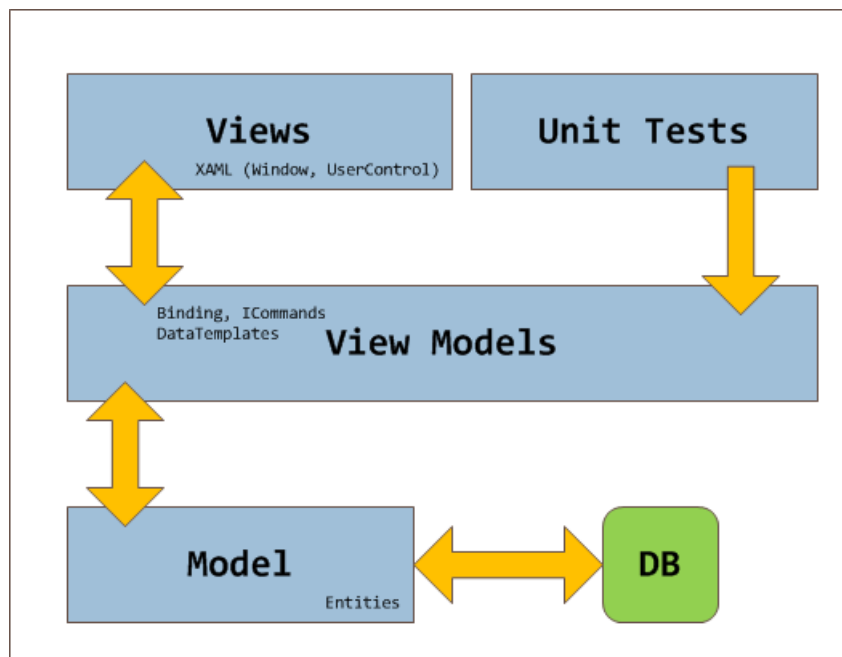 Views
XAML (Window, UserControl)
Unit Tests
Binding, ICommands
DataTemplates
View Models
Model
Entities
DB